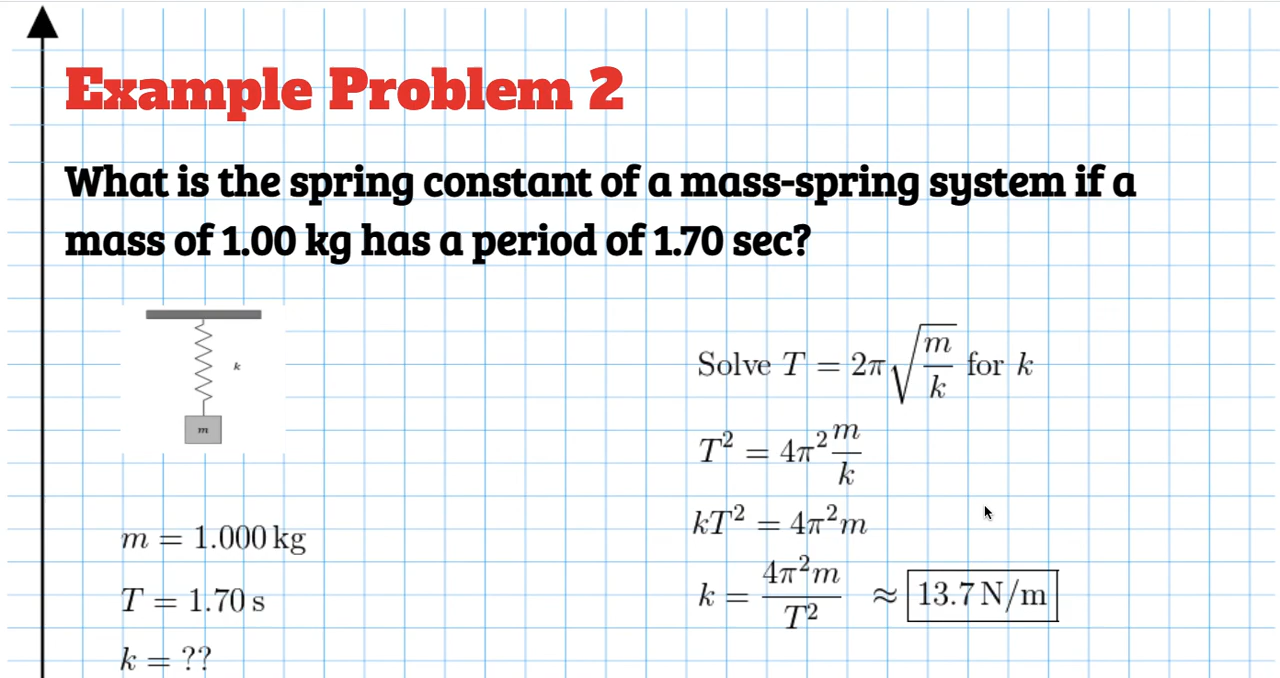 Example Problem 2
What is the spring constant of a mass-spring system if a
mass of 1.00 kg has a period of 1.70 sec?
k
m
m = 1.000 kg
T = 1.70 s
k = ??
Solve T = 2π√(m/k) for k
T² = 4π² m/k
kT² = 4π²m
k = 4π²m/T² ≈ 13.7 N/m